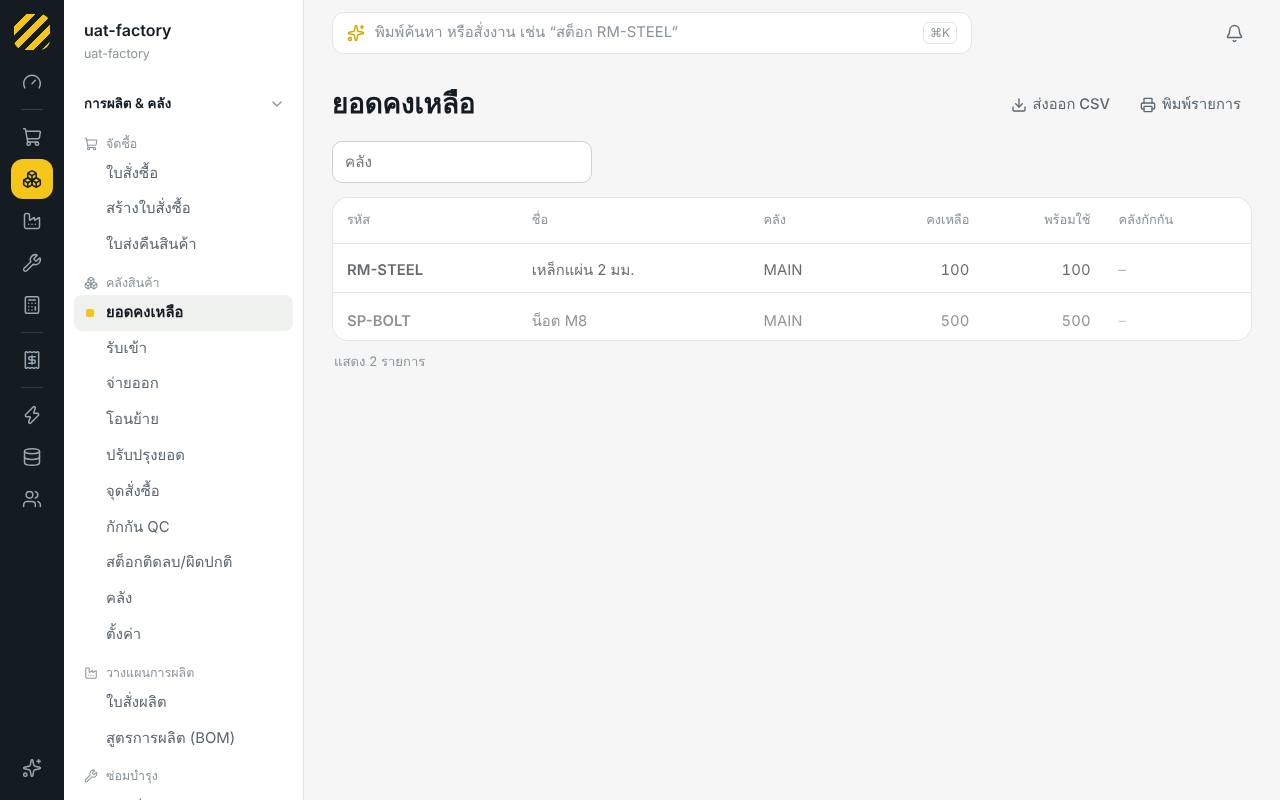 uat-factory
uat-factory
การผลิต & คลัง
จัดซื้อ
ใบสั่งซื้อ
สร้างใบสั่งซื้อ
ใบส่งคืนสินค้า
คลังสินค้า
ยอดคงเหลือ
รับเข้า
จ่ายออก
โอนย้าย
ปรับปรุงยอด
จุดสั่งซื้อ
กักกัน QC
สต็อกติดลบ/ผิดปกติ
คลัง
ตั้งค่า
วางแผนการผลิต
ใบสั่งผลิต
สูตรการผลิต (BOM)
ซ่อมบำรุง
พิมพ์ค้นหา หรือสั่งงาน เช่น “สต็อก RM-STEEL” ⌘K
ยอดคงเหลือ
ส่งออก CSV พิมพ์รายการ
คลัง
รหัส ชื่อ คลัง คงเหลือ พร้อมใช้ คลังกักกัน
RM-STEEL เหล็กแผ่น 2 มม. MAIN 100 100 –
SP-BOLT น็อต M8 MAIN 500 500 –
แสดง 2 รายการ